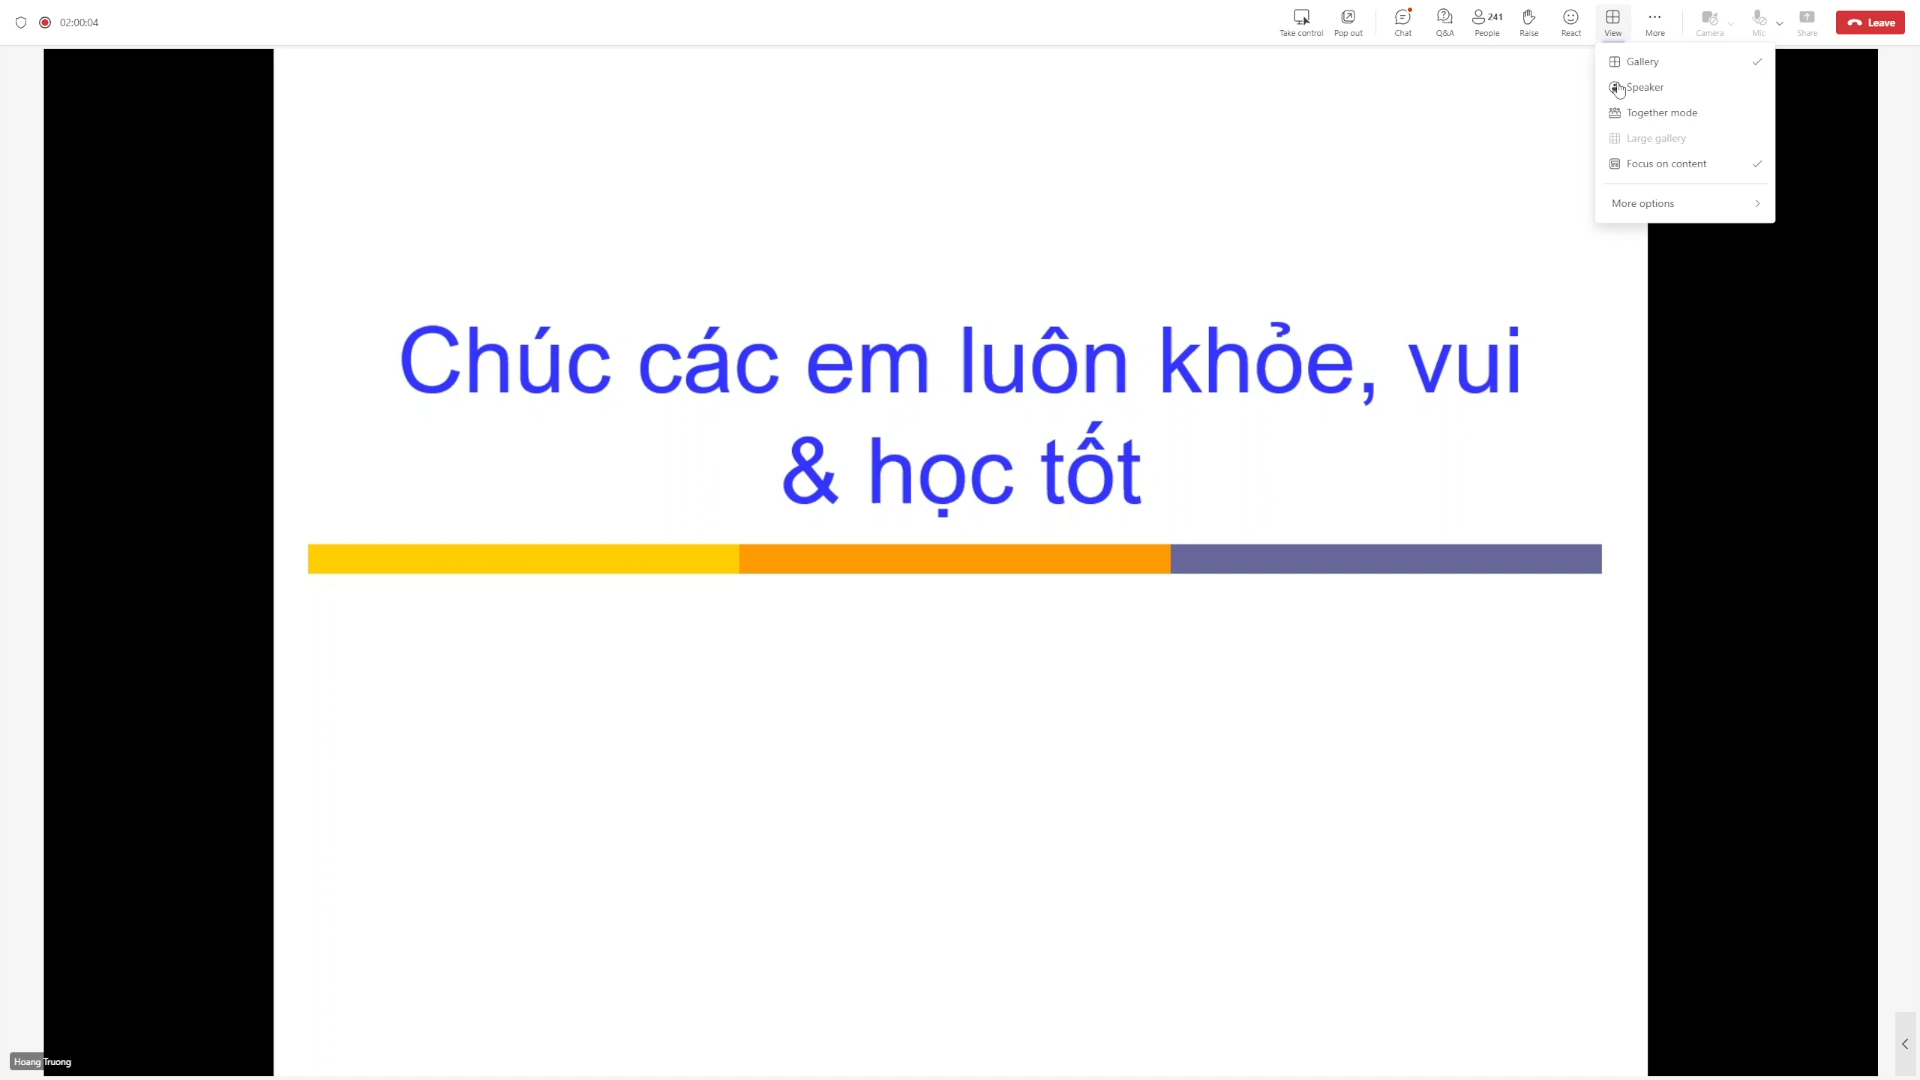 02:00:04
Take control
Pop out
Chat
Q&A
241
People
Raise
React
View
More
Camera
Mic
Share
Leave
Gallery
Speaker
Together mode
Large gallery
Focus on content
More options
Chúc các em luôn khỏe, vui
& học tốt
Hoang Truong